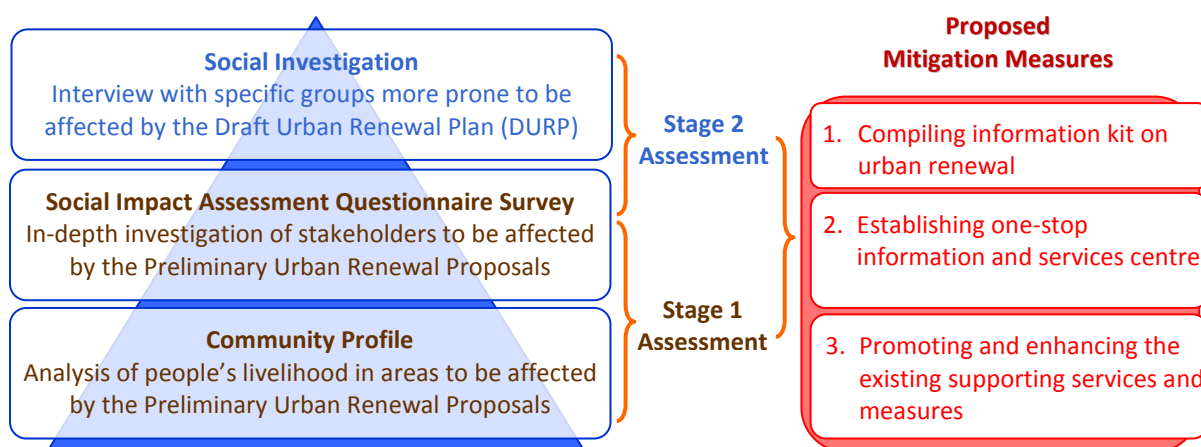 Social Investigation
Interview with specific groups more prone to be
affected by the Draft Urban Renewal Plan (DURP)
Social Impact Assessment Questionnaire Survey
In-depth investigation of stakeholders to be affected
by the Preliminary Urban Renewal Proposals
Community Profile
Analysis of people's livelihood in areas to be affected
by the Preliminary Urban Renewal Proposals
Stage 2
Assessment
Stage 1
Assessment
Proposed
Mitigation Measures
1. Compiling information kit on
urban renewal
2. Establishing one-stop
information and services centre
3. Promoting and enhancing the
existing supporting services and
measures